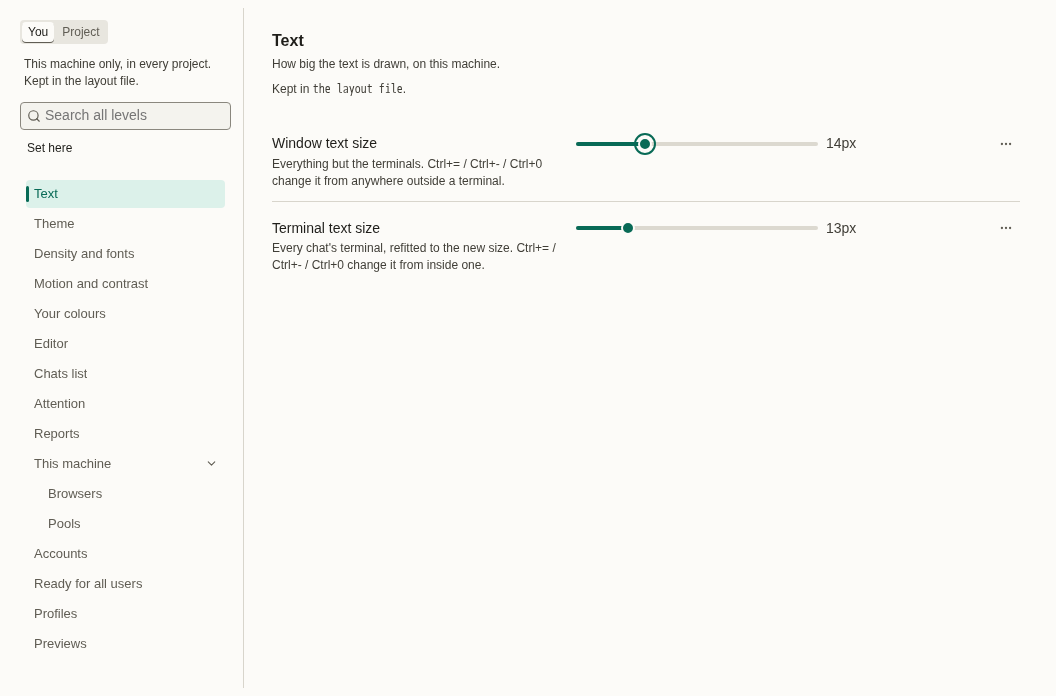 You Project
This machine only, in every project.
Kept in the layout file.
Search all levels
Set here
Text
Theme
Density and fonts
Motion and contrast
Your colours
Editor
Chats list
Attention
Reports
This machine
Browsers
Pools
Accounts
Ready for all users
Profiles
Previews
Text
How big the text is drawn, on this machine.
Kept in the layout file.
Window text size
14px
Everything but the terminals. Ctrl+= / Ctrl+- / Ctrl+0
change it from anywhere outside a terminal.
Terminal text size
13px
Every chat's terminal, refitted to the new size. Ctrl+= /
Ctrl+- / Ctrl+0 change it from inside one.